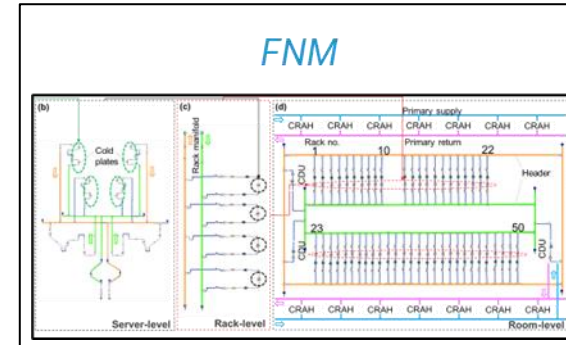 FNM
(b)
Cold
plates
Server-level
(c)
Rack manifold
Rack-level
(d)
Primary supply
CRAH CRAH CRAH CRAH CRAH CRAH CRAH
Rack no.
Primary return
1 10 22
CDU
Header
23 50
CDU CDU
CRAH CRAH CRAH CRAH CRAH CRAH CRAH
Room-level